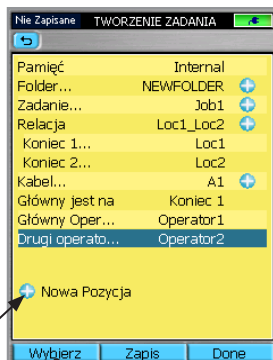 Nie Zapisane TWORZENIE ZADANIA
Pamięć Internal
Folder... NEWFOLDER
Zadanie... Job1
Relacja Loc1_Loc2
Koniec 1... Loc1
Koniec 2... Loc2
Kabel... A1
Główny jest na Koniec 1
Główny Oper... Operator1
Drugi operato... Operator2
Nowa Pozycja
Wybierz Zapis Done